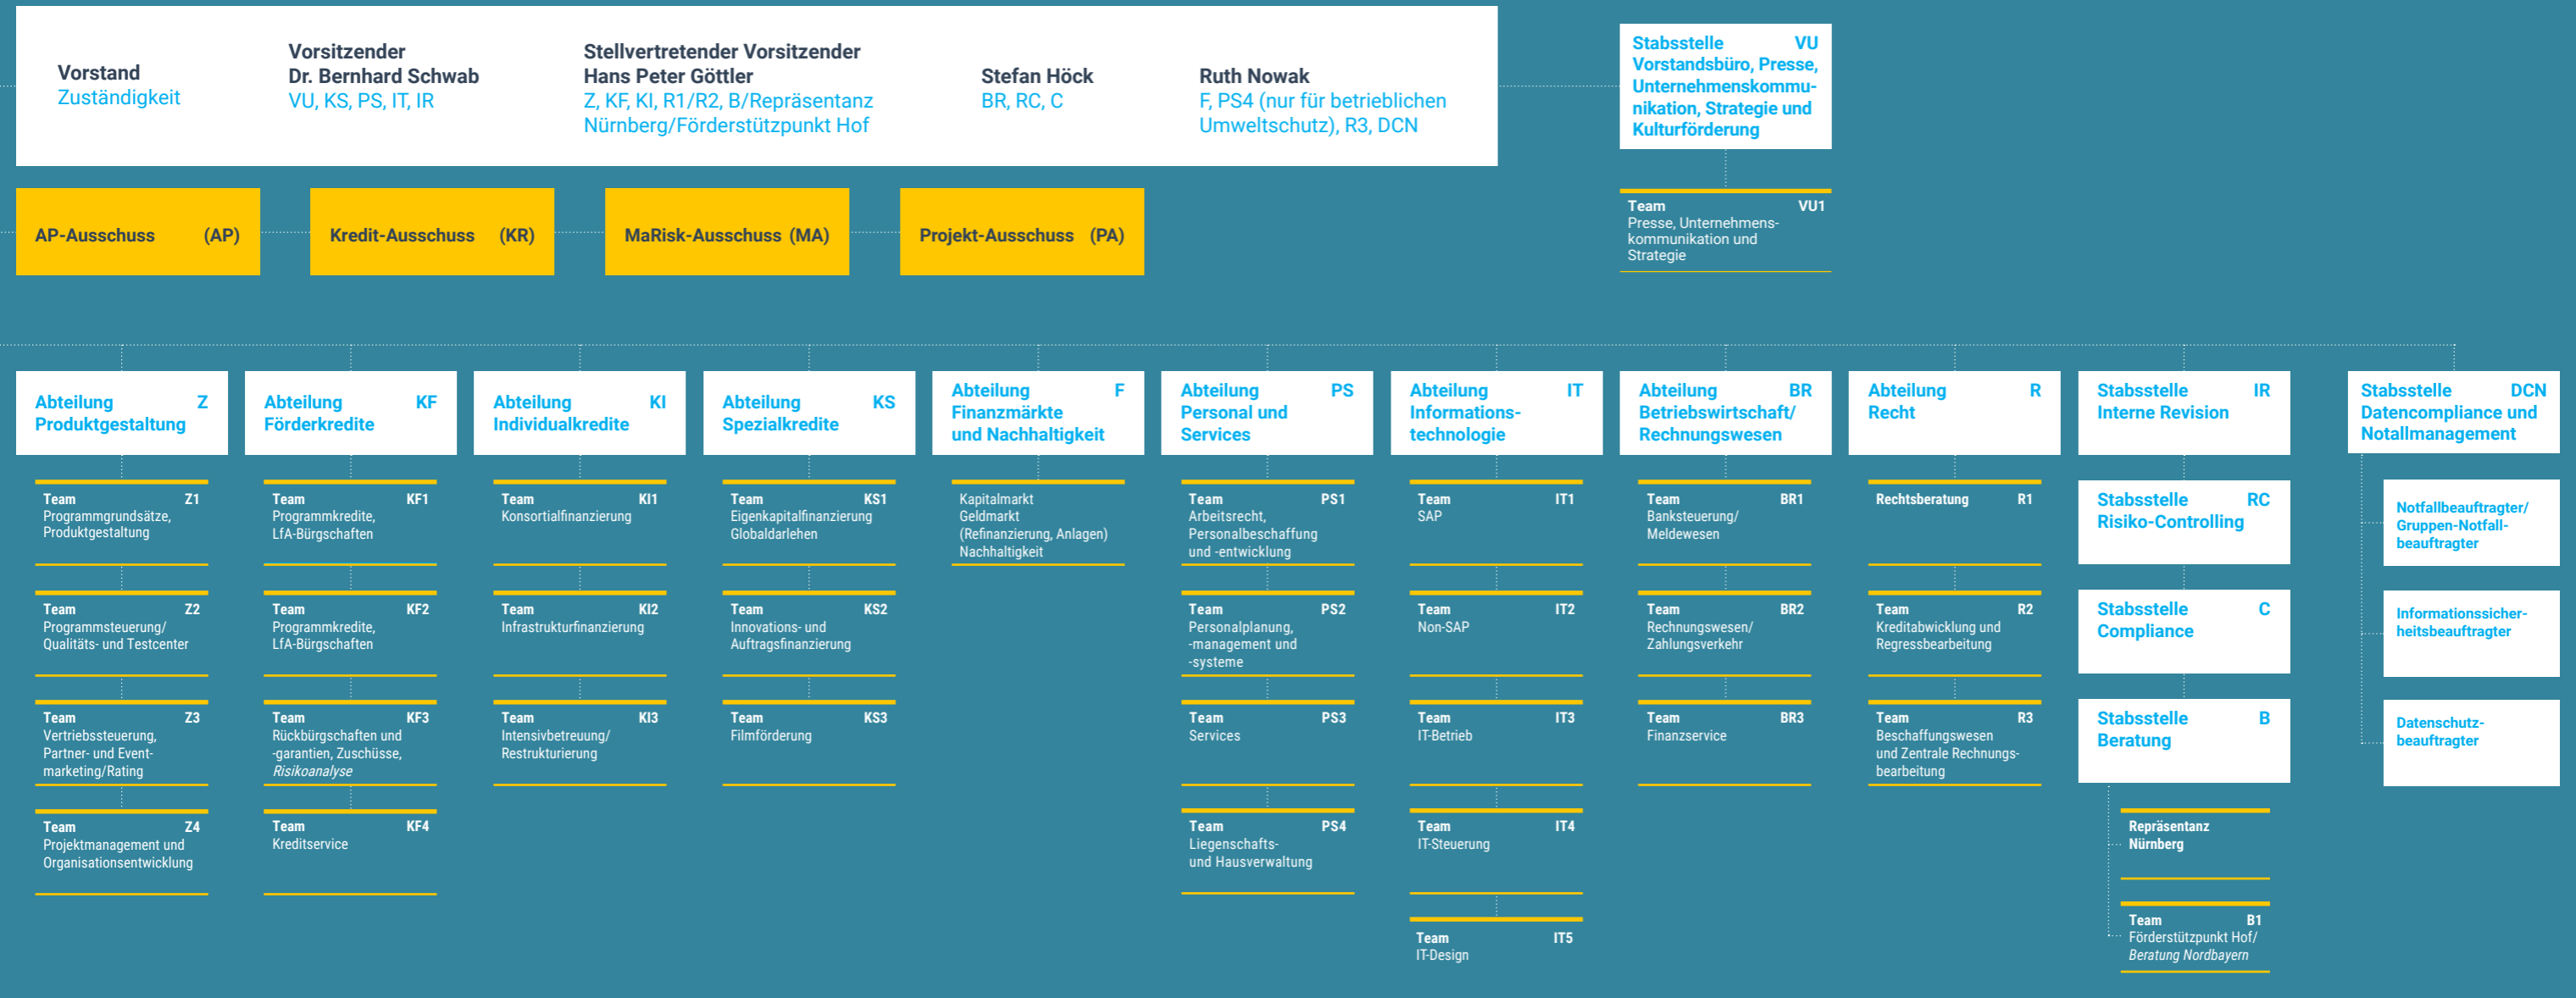 Vorstand
Zuständigkeit
Vorsitzender
Dr. Bernhard Schwab
VU, KS, PS, IT, IR
Stellvertretender Vorsitzender
Hans Peter Göttler
Z, KF, KI, R1/R2, B/Repräsentanz
Nürnberg/Förderstützpunkt Hof
Stefan Höck
BR, RC, C
Ruth Nowak
F, PS4 (nur für betrieblichen
Umweltschutz), R3, DCN
Stabsstelle VU
Vorstandsbüro, Presse,
Unternehmenskommu-
nikation, Strategie und
Kulturförderung
Team VU1
Presse, Unternehmens-
kommunikation und
Strategie
AP-Ausschuss (AP)
Kredit-Ausschuss (KR)
MaRisk-Ausschuss (MA)
Projekt-Ausschuss (PA)
Abteilung Z
Produktgestaltung
Team Z1
Programmgrundsätze,
Produktgestaltung
Team Z2
Programmsteuerung/
Qualitäts- und Testcenter
Team Z3
Vertriebssteuerung,
Partner- und Event-
marketing/Rating
Team Z4
Projektmanagement und
Organisationsentwicklung
Abteilung KF
Förderkredite
Team KF1
Programmkredite,
LfA-Bürgschaften
Team KF2
Programmkredite,
LfA-Bürgschaften
Team KF3
Rückbürgschaften und
-garantien, Zuschüsse,
Risikoanalyse
Team KF4
Kreditservice
Abteilung KI
Individualkredite
Team KI1
Konsortialfinanzierung
Team KI2
Infrastrukturfinanzierung
Team KI3
Intensivbetreuung/
Restrukturierung
Abteilung KS
Spezialkredite
Team KS1
Eigenkapitalfinanzierung
Globaldarlehen
Team KS2
Innovations- und
Auftragsfinanzierung
Team KS3
Filmförderung
Abteilung F
Finanzmärkte
und Nachhaltigkeit
Kapitalmarkt
Geldmarkt
(Refinanzierung, Anlagen)
Nachhaltigkeit
Abteilung PS
Personal und
Services
Team PS1
Arbeitsrecht,
Personalbeschaffung
und -entwicklung
Team PS2
Personalplanung,
-management und
-systeme
Team PS3
Services
Team PS4
Liegenschafts-
und Hausverwaltung
Abteilung IT
Informations-
technologie
Team IT1
SAP
Team IT2
Non-SAP
Team IT3
IT-Betrieb
Team IT4
IT-Steuerung
Team IT5
IT-Design
Abteilung BR
Betriebswirtschaft/
Rechnungswesen
Team BR1
Banksteuerung/
Meldewesen
Team BR2
Rechnungswesen/
Zahlungsverkehr
Team BR3
Finanzservice
Abteilung R
Recht
Rechtsberatung R1
Team R2
Kreditabwicklung und
Regressbearbeitung
Team R3
Beschaffungswesen
und Zentrale Rechnungs-
bearbeitung
Stabsstelle IR
Interne Revision
Stabsstelle RC
Risiko-Controlling
Stabsstelle C
Compliance
Stabsstelle B
Beratung
Repräsentanz
Nürnberg
Team B1
Förderstützpunkt Hof/
Beratung Nordbayern
Stabsstelle DCN
Datencompliance und
Notallmanagement
Notfallbeauftragter/
Gruppen-Notfall-
beauftragter
Informationssicher-
heitsbeauftragter
Datenschutz-
beauftragter